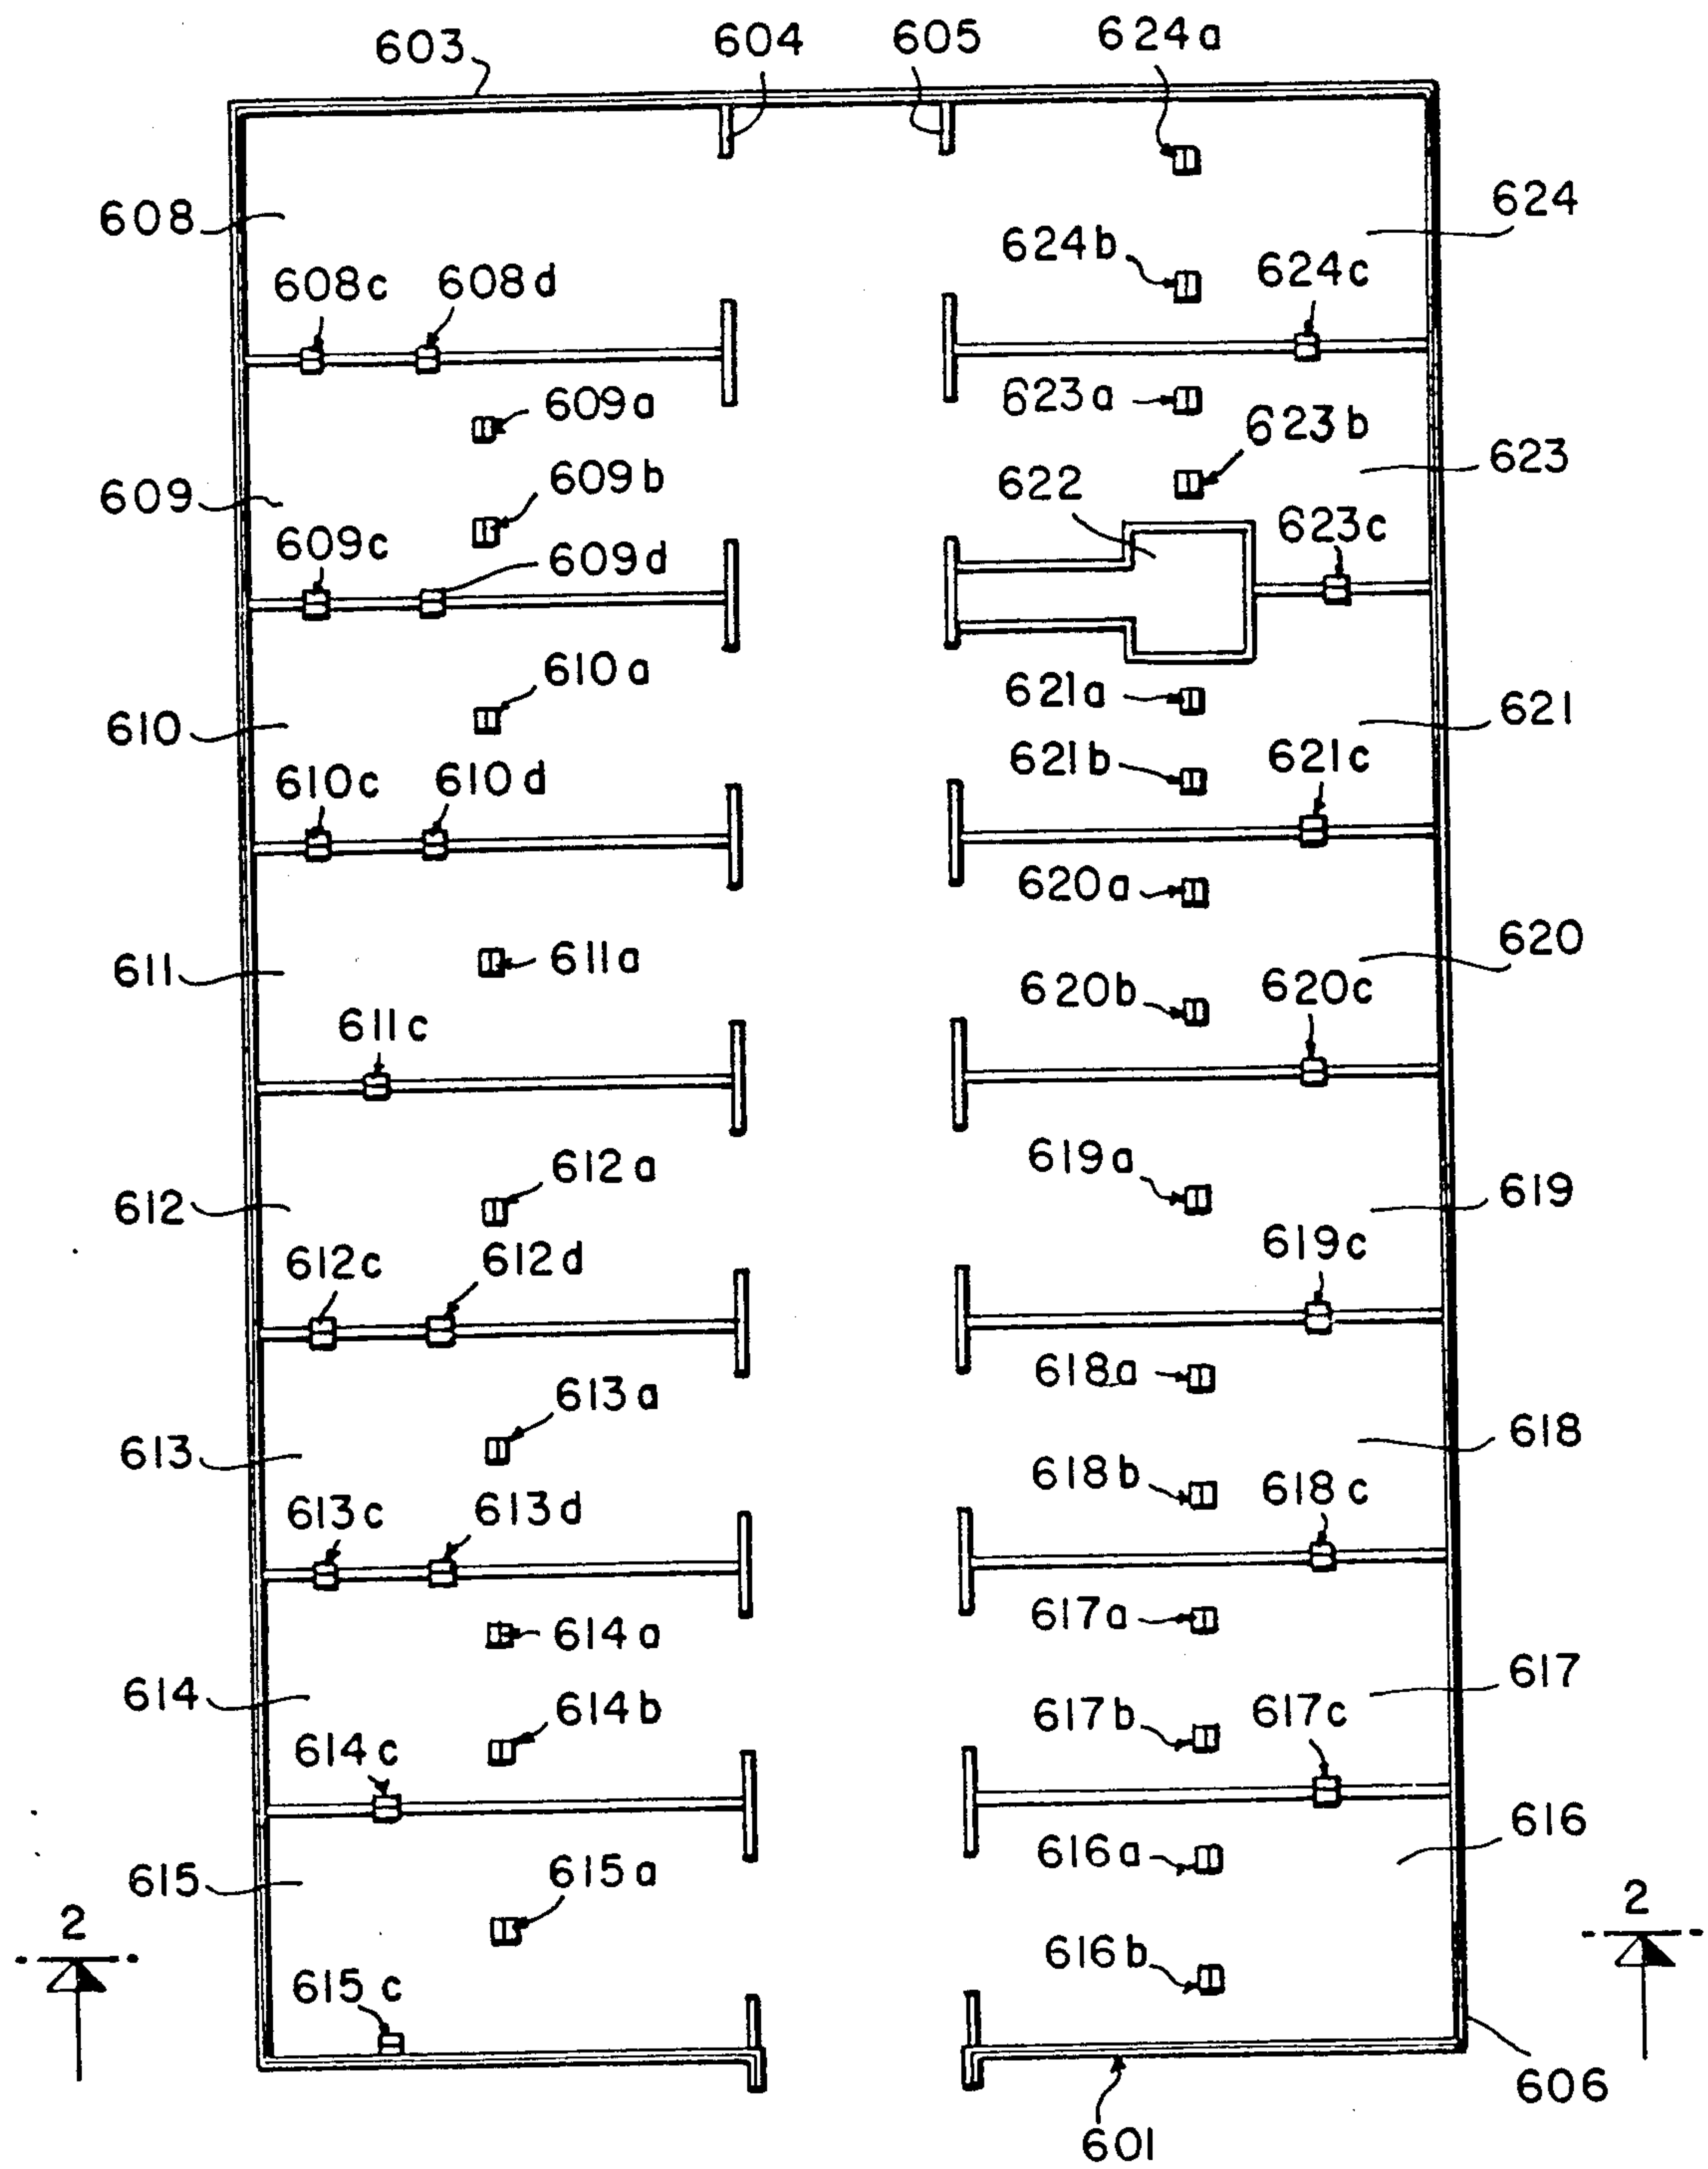 603 604 605 624a
608 624
624b 624c
608c 608d
609a 623a 623b
609 609b 622 623
609c 609d 623c
610a 621a
610 621
610c 610d 621b 621c
620a
611 611a 620
611c 620b 620c
612 612a 619a 619
612c 612d 619c
613a 618a
613 618
613c 613d 618b 618c
614a 617a
614 617
614b 617b 617c
614c
616a 616
615 615a
2 2
616b
615c
606
601